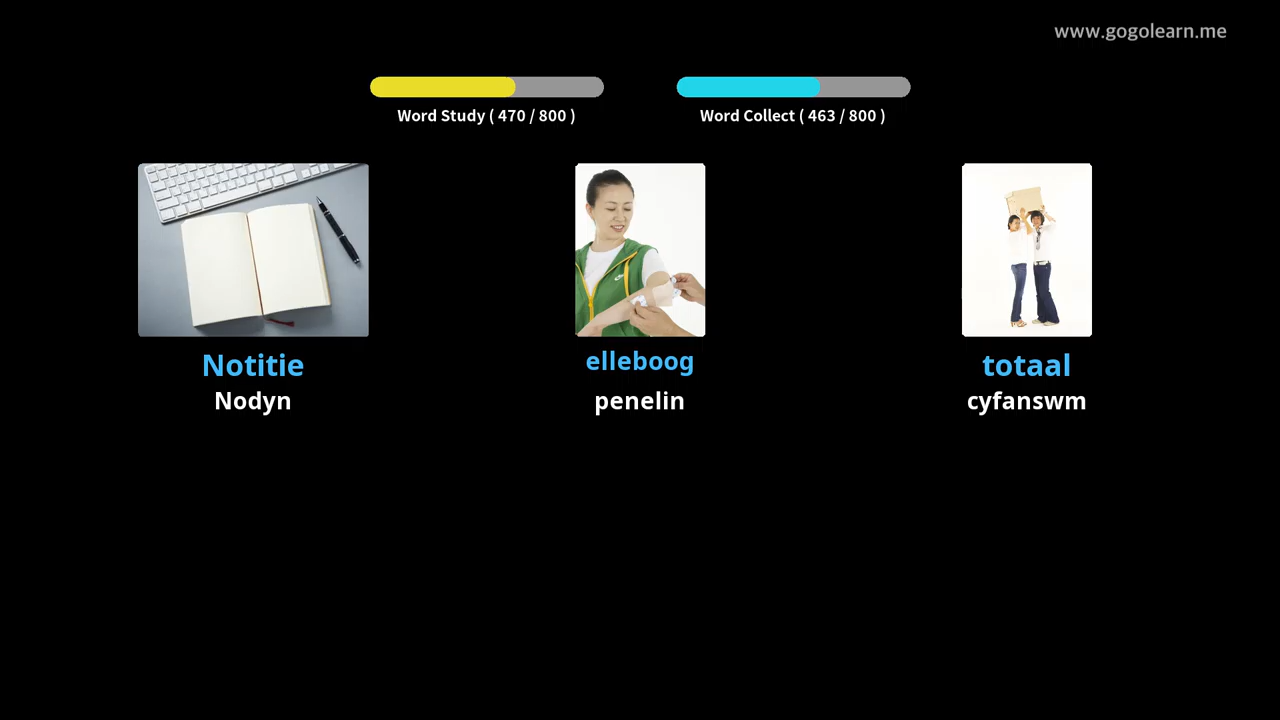 www.gogolearn.me
Word Study ( 470 / 800 )
Word Collect ( 463 / 800 )
Notitie
Nodyn
elleboog
penelin
totaal
cyfanswm